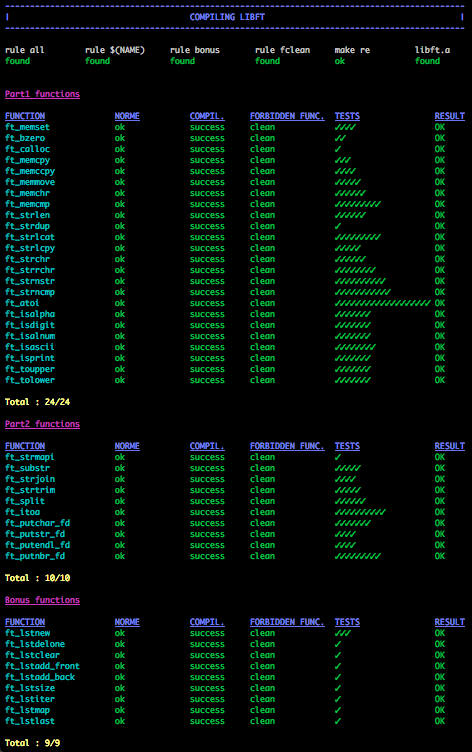 | COMPILING LIBFT |
rule all rule $(NAME) rule bonus rule fclean make re libft.a
found found found found ok found
Part1 functions
FUNCTION NORME COMPIL. FORBIDDEN FUNC. TESTS RESULT
ft_memset ok success clean ✓✓✓✓ OK
ft_bzero ok success clean ✓✓ OK
ft_calloc ok success clean ✓ OK
ft_memcpy ok success clean ✓✓✓ OK
ft_memccpy ok success clean ✓✓✓✓ OK
ft_memmove ok success clean ✓✓✓✓✓ OK
ft_memchr ok success clean ✓✓✓✓✓✓ OK
ft_memcmp ok success clean ✓✓✓✓✓✓✓✓✓ OK
ft_strlen ok success clean ✓✓✓✓✓✓ OK
ft_strdup ok success clean ✓ OK
ft_strlcat ok success clean ✓✓✓✓✓✓✓✓✓ OK
ft_strlcpy ok success clean ✓✓✓✓✓ OK
ft_strchr ok success clean ✓✓✓✓✓✓ OK
ft_strrchr ok success clean ✓✓✓✓✓✓✓✓ OK
ft_strnstr ok success clean ✓✓✓✓✓✓✓✓✓✓ OK
ft_strncmp ok success clean ✓✓✓✓✓✓✓✓✓✓✓ OK
ft_atoi ok success clean ✓✓✓✓✓✓✓✓✓✓✓✓✓✓✓✓✓✓✓ OK
ft_isalpha ok success clean ✓✓✓✓✓✓✓ OK
ft_isdigit ok success clean ✓✓✓✓✓✓✓ OK
ft_isalnum ok success clean ✓✓✓✓✓✓✓ OK
ft_isascii ok success clean ✓✓✓✓✓✓✓✓ OK
ft_isprint ok success clean ✓✓✓✓✓✓✓ OK
ft_toupper ok success clean ✓✓✓✓✓✓✓ OK
ft_tolower ok success clean ✓✓✓✓✓✓✓ OK
Total : 24/24
Part2 functions
FUNCTION NORME COMPIL. FORBIDDEN FUNC. TESTS RESULT
ft_strmapi ok success clean ✓ OK
ft_substr ok success clean ✓✓✓✓✓ OK
ft_strjoin ok success clean ✓✓✓✓ OK
ft_strtrim ok success clean ✓✓✓✓✓ OK
ft_split ok success clean ✓✓✓✓✓✓ OK
ft_itoa ok success clean ✓✓✓✓✓✓✓✓✓✓ OK
ft_putchar_fd ok success clean ✓✓✓✓✓✓✓ OK
ft_putstr_fd ok success clean ✓✓✓✓ OK
ft_putendl_fd ok success clean ✓✓✓✓ OK
ft_putnbr_fd ok success clean ✓✓✓✓✓✓✓✓✓ OK
Total : 10/10
Bonus functions
FUNCTION NORME COMPIL. FORBIDDEN FUNC. TESTS RESULT
ft_lstnew ok success clean ✓✓✓ OK
ft_lstdelone ok success clean ✓ OK
ft_lstclear ok success clean ✓ OK
ft_lstadd_front ok success clean ✓ OK
ft_lstadd_back ok success clean ✓ OK
ft_lstsize ok success clean ✓ OK
ft_lstiter ok success clean ✓ OK
ft_lstmap ok success clean ✓ OK
ft_lstlast ok success clean ✓ OK
Total : 9/9